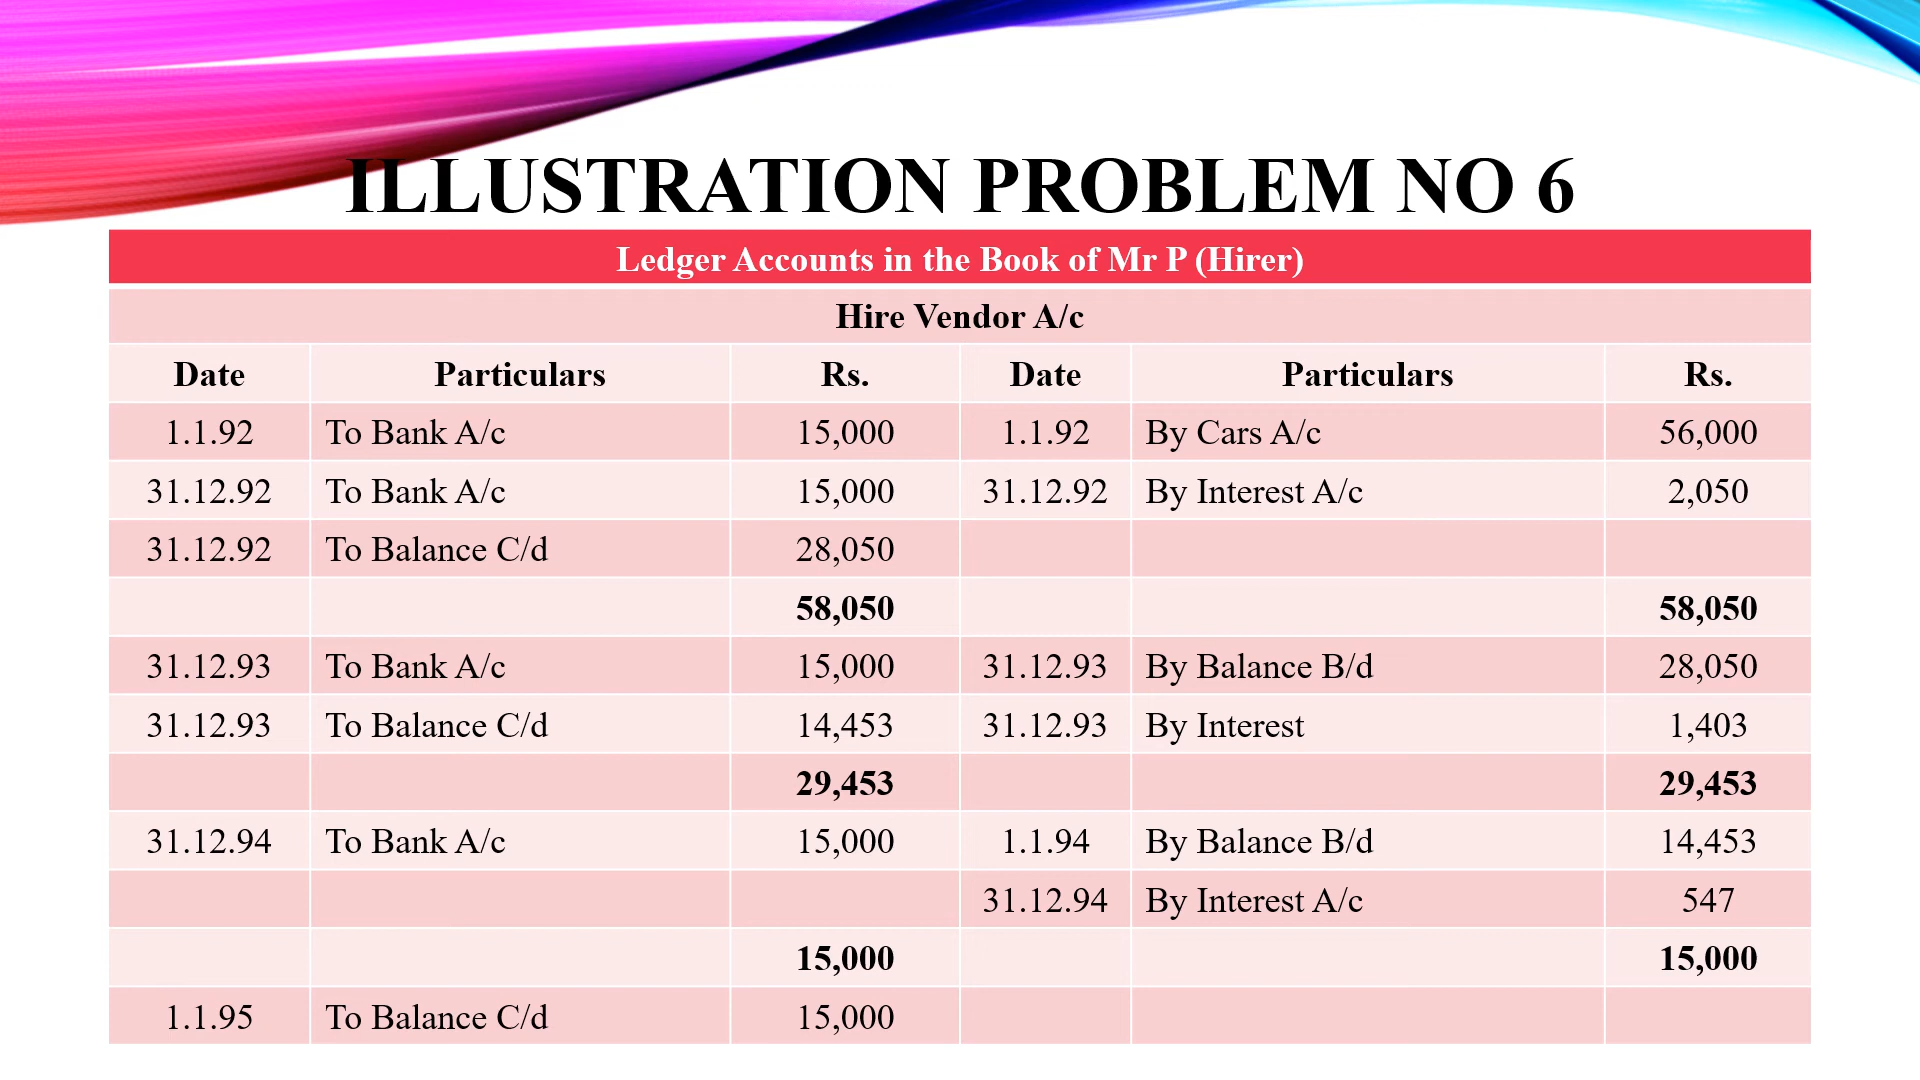 ILLUSTRATION PROBLEM NO 6
Ledger Accounts in the Book of Mr P (Hirer)
Hire Vendor A/c
Date Particulars Rs. Date Particulars Rs.
1.1.92 To Bank A/c 15,000 1.1.92 By Cars A/c 56,000
31.12.92 To Bank A/c 15,000 31.12.92 By Interest A/c 2,050
31.12.92 To Balance C/d 28,050
58,050 58,050
31.12.93 To Bank A/c 15,000 31.12.93 By Balance B/d 28,050
31.12.93 To Balance C/d 14,453 31.12.93 By Interest 1,403
29,453 29,453
31.12.94 To Bank A/c 15,000 1.1.94 By Balance B/d 14,453
31.12.94 By Interest A/c 547
15,000 15,000
1.1.95 To Balance C/d 15,000